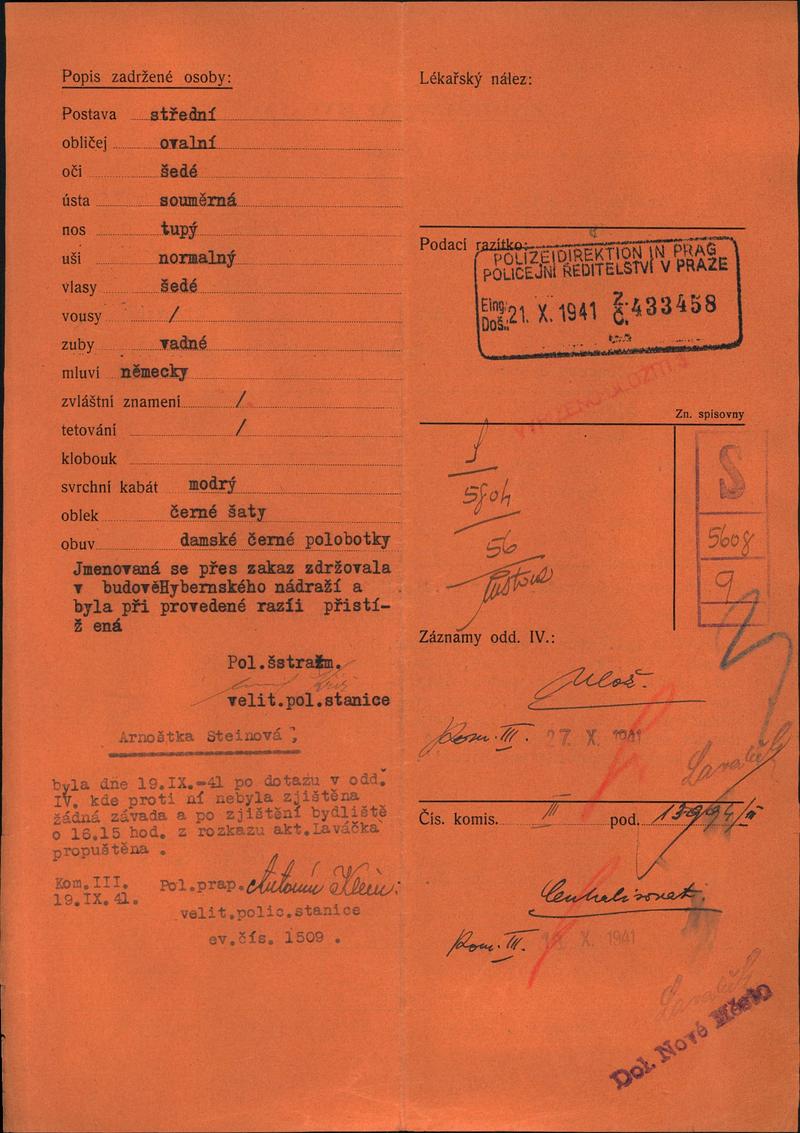 Popis zadržené osoby:
Postava střední
obličej ovalní
oči šedé
ústa souměrná
nos tupý
uši normalný
vlasy šedé
vousy /
zuby vadné
mluví německy
zvláštní znamení /
tetování /
klobouk
svrchní kabát modrý
oblek černé šaty
obuv damské černé polobotky
Jmenovaná se přes zakaz zdržovala
v budověHybernského nádraží a
byla při provedené razii přistí-
ž ená
Pol.šstražm.
velit.pol.stanice
Arnoštka Steinová ;
byla dne 19.IX.-41 po dotazu v odd.
IV. kde proti ní nebyla zjištěna
žádná závada a po zjištění bydliště
o 16.15 hod. z rozkazu akt.Laváčka
propuštěna .
Kom.III. Pol.prap. Antonín Klein:
19.IX.41.
velit.polic.stanice
ev.čís. 1509 .
Lékařský nález:
Podací razítko:
POLIZEIDIREKTION IN PRAG
POLICEJNÍ ŘEDITELSTVÍ V PRAZE
Eing.
Doš.: 21. X. 1941 Z. Č. 433458
Zn. spisovny
S
5804
56
S
5608
9
Záznamy odd. IV.:
Kom. III. 27. X. 1941
Čís. komis. III pod.
Centralisovat.
Kom. III. X. 1941
Dol. Nové Město